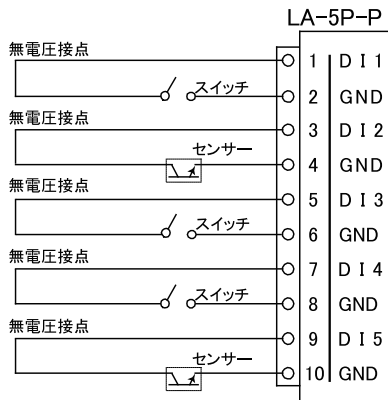 LA-5P-P
無電圧接点 1 DI1
スイッチ 2 GND
無電圧接点 3 DI2
センサー 4 GND
無電圧接点 5 DI3
スイッチ 6 GND
無電圧接点 7 DI4
スイッチ 8 GND
無電圧接点 9 DI5
センサー 10 GND